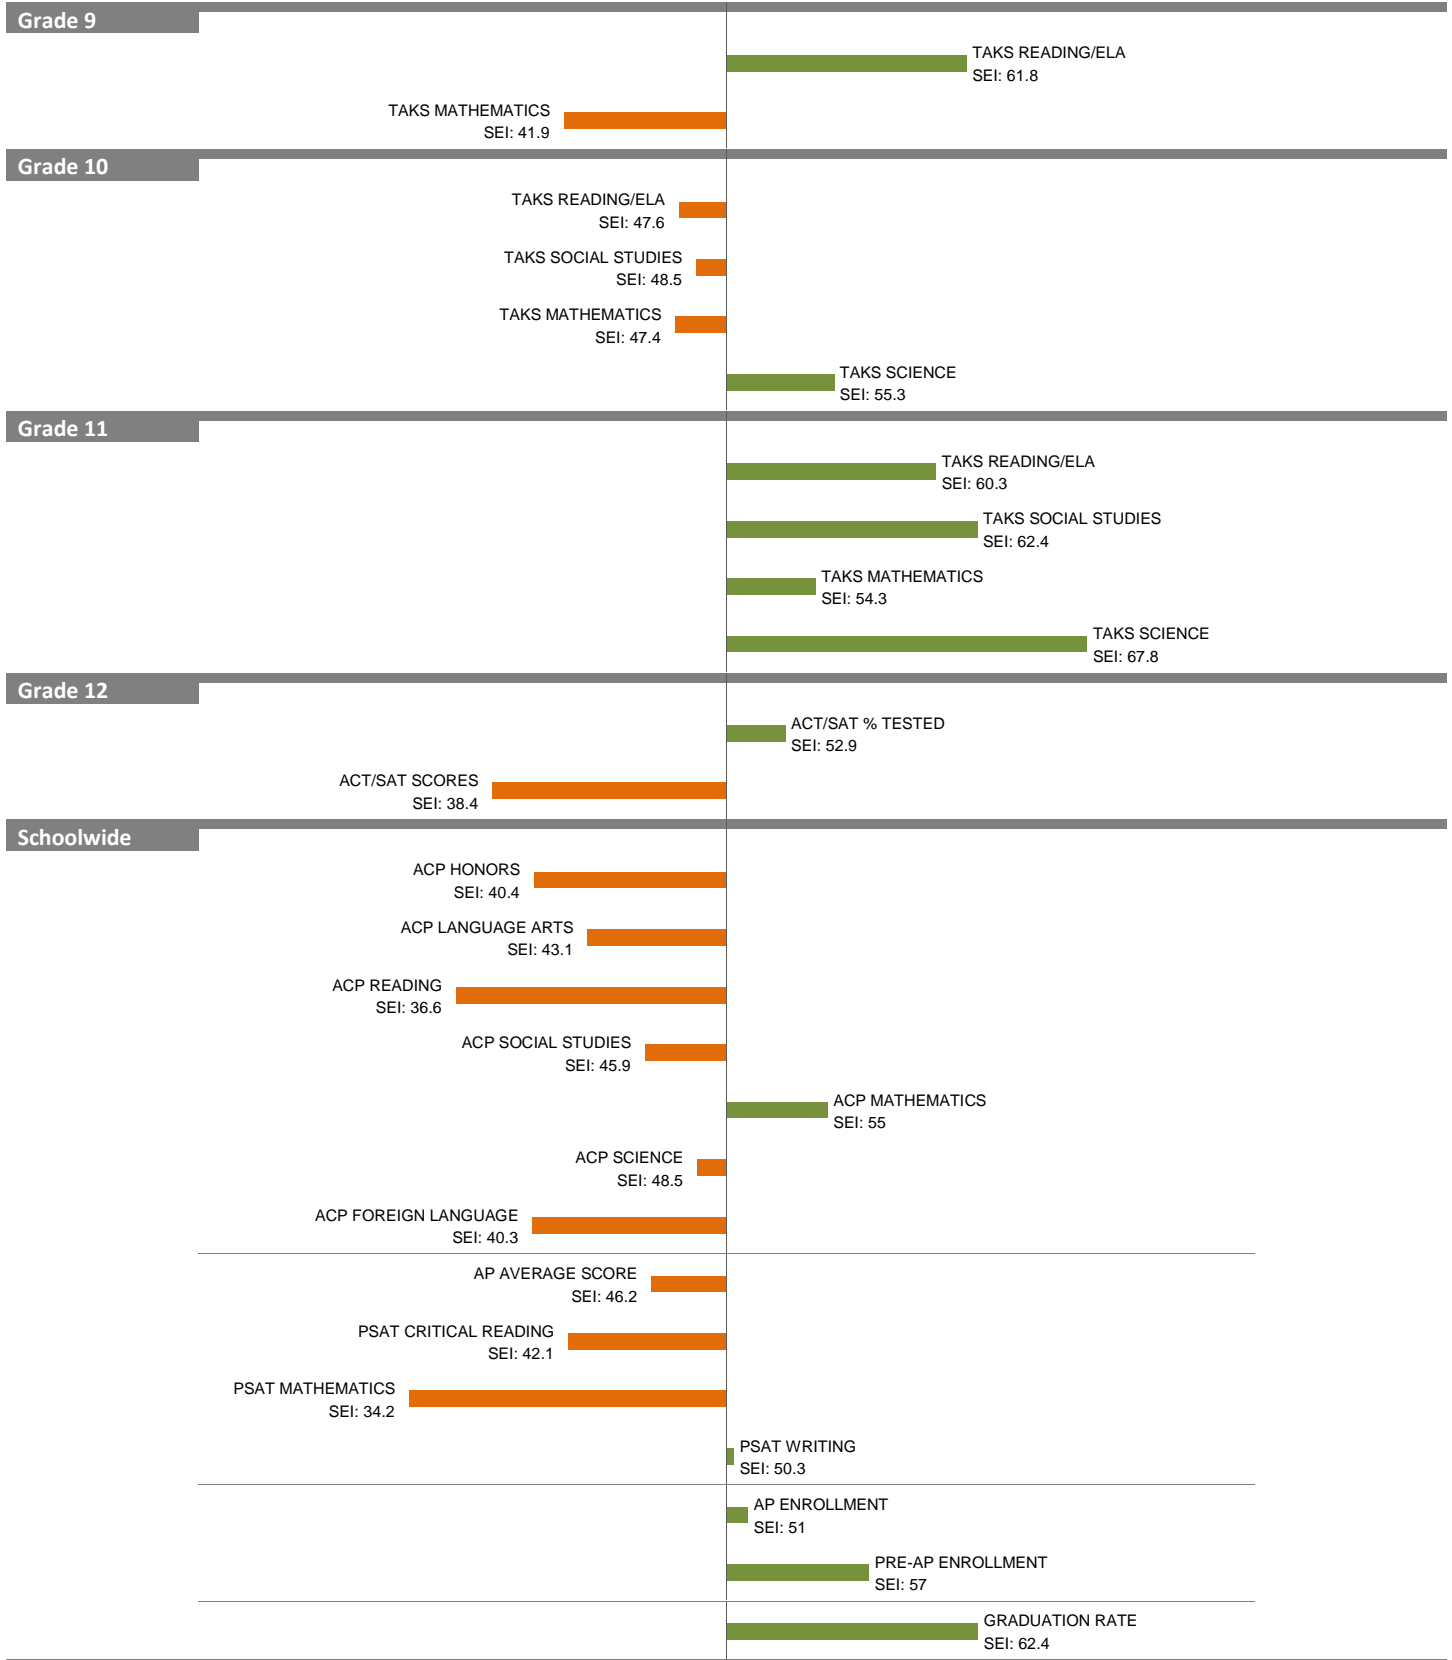 Grade 9
TAKS READING/ELA
SEI: 61.8
TAKS MATHEMATICS
SEI: 41.9
Grade 10
TAKS READING/ELA
SEI: 47.6
TAKS SOCIAL STUDIES
SEI: 48.5
TAKS MATHEMATICS
SEI: 47.4
TAKS SCIENCE
SEI: 55.3
Grade 11
TAKS READING/ELA
SEI: 60.3
TAKS SOCIAL STUDIES
SEI: 62.4
TAKS MATHEMATICS
SEI: 54.3
TAKS SCIENCE
SEI: 67.8
Grade 12
ACT/SAT % TESTED
SEI: 52.9
ACT/SAT SCORES
SEI: 38.4
Schoolwide
ACP HONORS
SEI: 40.4
ACP LANGUAGE ARTS
SEI: 43.1
ACP READING
SEI: 36.6
ACP SOCIAL STUDIES
SEI: 45.9
ACP MATHEMATICS
SEI: 55
ACP SCIENCE
SEI: 48.5
ACP FOREIGN LANGUAGE
SEI: 40.3
AP AVERAGE SCORE
SEI: 46.2
PSAT CRITICAL READING
SEI: 42.1
PSAT MATHEMATICS
SEI: 34.2
PSAT WRITING
SEI: 50.3
AP ENROLLMENT
SEI: 51
PRE-AP ENROLLMENT
SEI: 57
GRADUATION RATE
SEI: 62.4